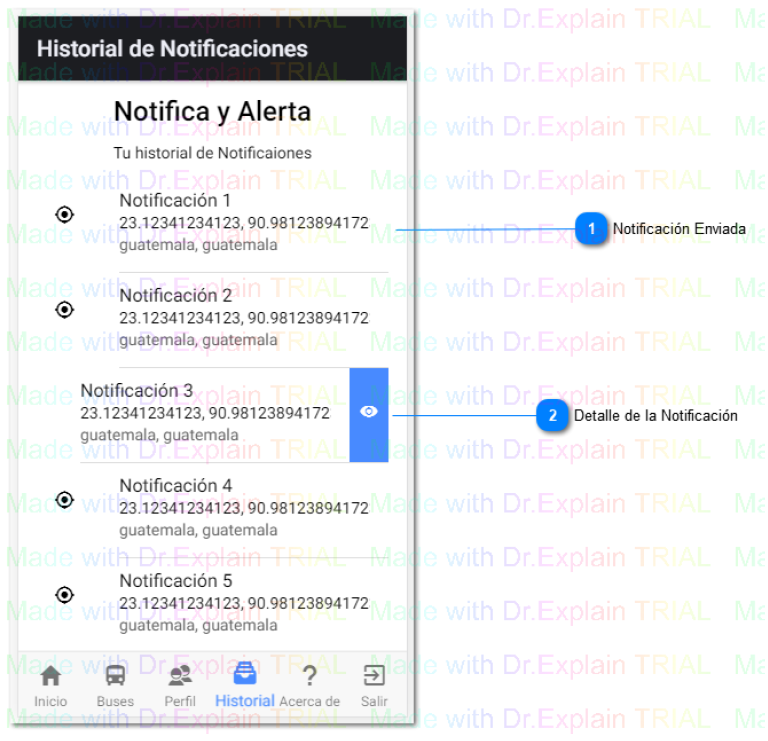 Historial de Notificaciones
Notifica y Alerta
Tu historial de Notificaiones
Notificación 1
23.12341234123, 90.98123894172
guatemala, guatemala
1 Notificación Enviada
Notificación 2
23.12341234123, 90.98123894172
guatemala, guatemala
Notificación 3
23.12341234123, 90.98123894172
guatemala, guatemala
2 Detalle de la Notificación
Notificación 4
23.12341234123, 90.98123894172
guatemala, guatemala
Notificación 5
23.12341234123, 90.98123894172
guatemala, guatemala
Inicio Buses Perfil Historial Acerca de Salir
Made with Dr.Explain TRIAL